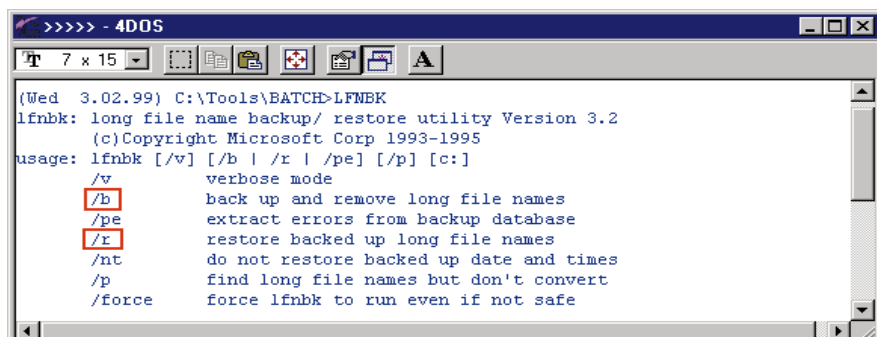 >>>>> - 4DOS
7 x 15
A
(Wed  3.02.99) C:\Tools\BATCH>LFNBK
lfnbk: long file name backup/ restore utility Version 3.2
(c)Copyright Microsoft Corp 1993-1995
usage: lfnbk [/v] [/b | /r | /pe] [/p] [c:]
/v verbose mode
/b back up and remove long file names
/pe extract errors from backup database
/r restore backed up long file names
/nt do not restore backed up date and times
/p find long file names but don't convert
/force force lfnbk to run even if not safe